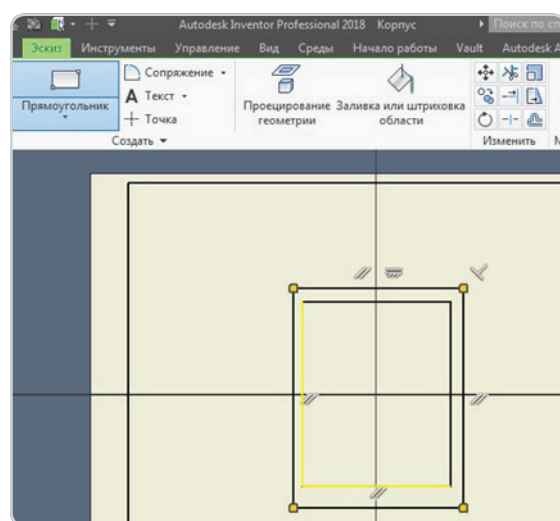 Autodesk Inventor Professional 2018 Корпус
Поиск по сп
Эскиз Инструменты Управление Вид Среды Начало работы Vault Autodesk A
Прямоугольник
Сопряжение
A Текст
Точка
Проецирование
геометрии
Заливка или штриховка
области
Создать
Изменить